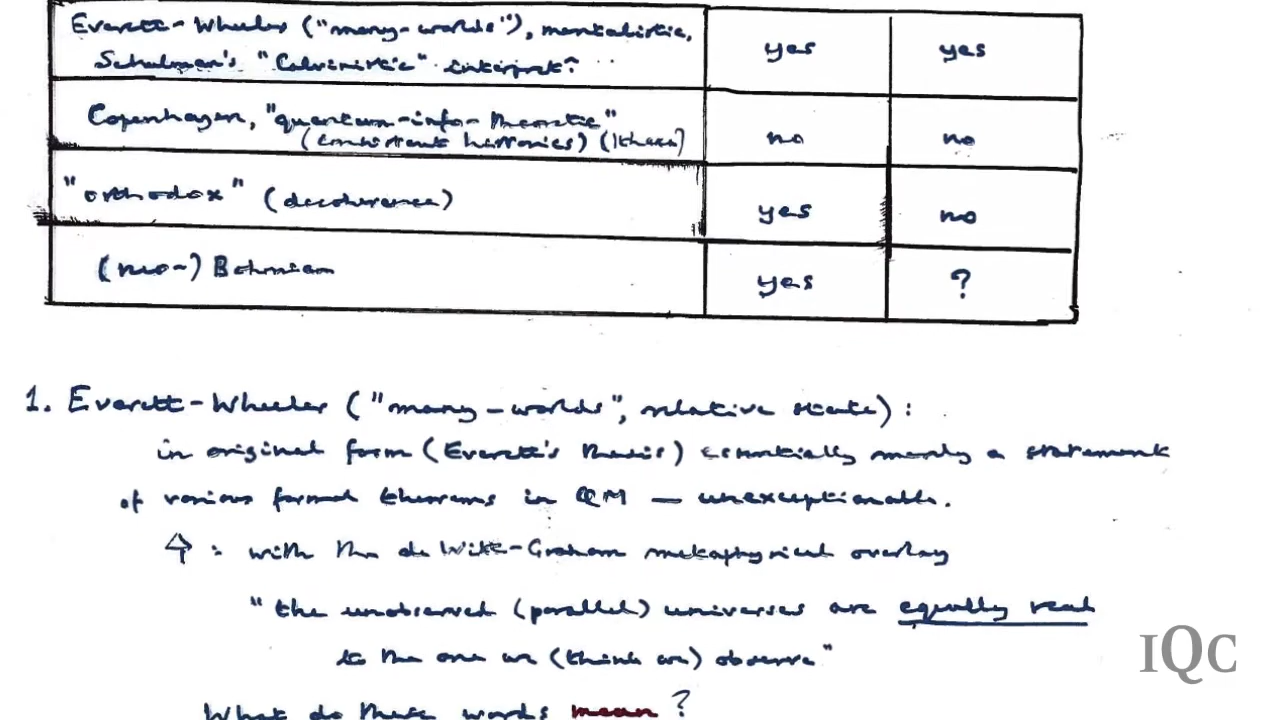 Everett-Wheeler ("many-worlds"), mentalistic,
Schulman's "Calvinistic" interpret?
yes yes
Copenhagen, "quantum-info-theoretic"
(consistent histories) (Ithaca)
no no
"orthodox" (decoherence)
yes no
(neo-) Bohmian
yes ?
1. Everett-Wheeler ("many-worlds", relative state):
in original form (Everett's thesis) essentially merely a statement
of various formal theorems in QM — unexceptionable.
: with the de Witt-Graham metaphysical overlay
"the unobserved (parallel) universes are equally real
to the one we (think we) observe"
What do these words mean?
IQC